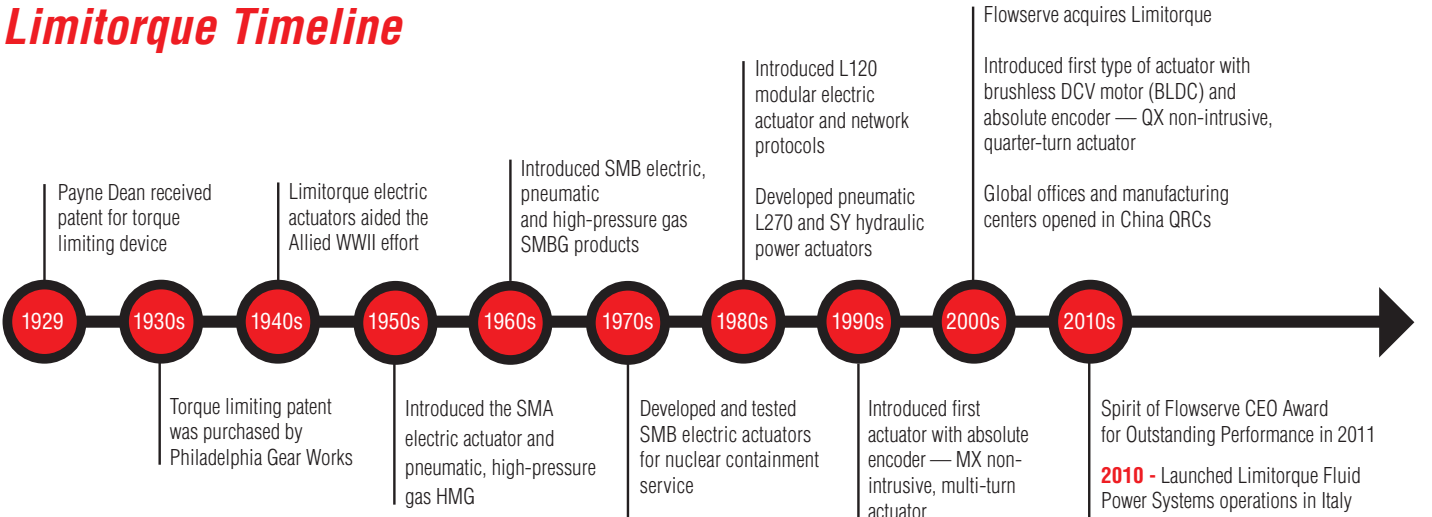 Limitorque Timeline
1929
Payne Dean received
patent for torque
limiting device
1930s
Torque limiting patent
was purchased by
Philadelphia Gear Works
1940s
Limitorque electric
actuators aided the
Allied WWII effort
1950s
Introduced the SMA
electric actuator and
pneumatic, high-pressure
gas HMG
1960s
Introduced SMB electric,
pneumatic
and high-pressure gas
SMBG products
1970s
Developed and tested
SMB electric actuators
for nuclear containment
service
1980s
Introduced L120
modular electric
actuator and network
protocols
Developed pneumatic
L270 and SY hydraulic
power actuators
1990s
Introduced first
actuator with absolute
encoder — MX non-
intrusive, multi-turn
actuator
2000s
Flowserve acquires Limitorque
Introduced first type of actuator with
brushless DCV motor (BLDC) and
absolute encoder — QX non-intrusive,
quarter-turn actuator
Global offices and manufacturing
centers opened in China QRCs
2010s
Spirit of Flowserve CEO Award
for Outstanding Performance in 2011
2010 - Launched Limitorque Fluid
Power Systems operations in Italy